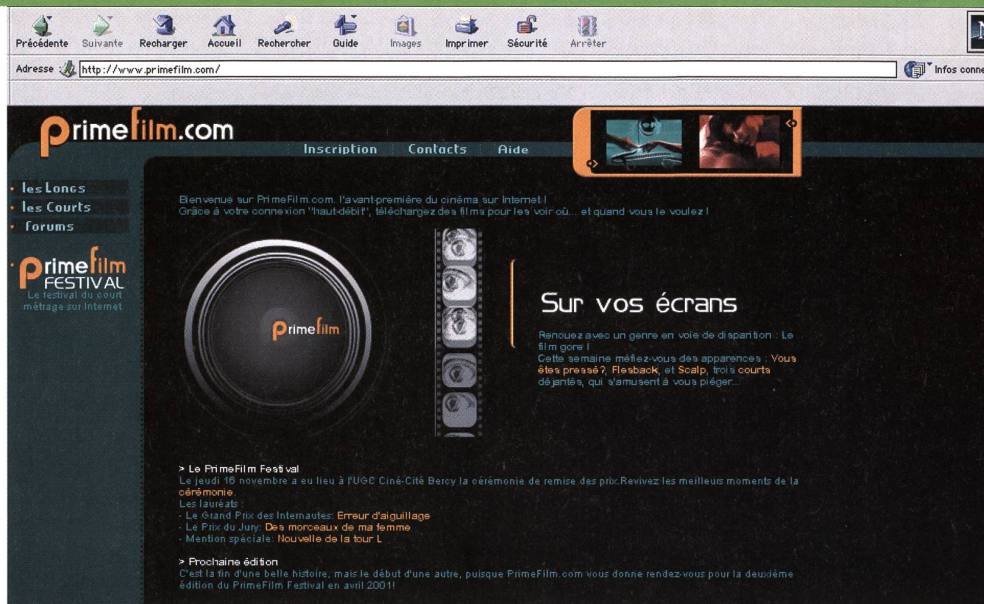 Précédente Suivante Recharger Accueil Rechercher Guide Images Imprimer Sécurité Arrêter
Adresse http://www.primefilm.com/ Infos conne
primefilm.com
Inscription Contacts Aide
les Longs
les Courts
forums
primefilm
FESTIVAL
Le festival du court
métrage sur Internet
Bienvenue sur PrimeFilm.com, l'avant-première du cinéma sur Internet !
Grâce à votre connexion "haut-débit", téléchargez des films pour les voir où... et quand vous le voulez !
primefilm
Sur vos écrans
Renouez avec un genre en voie de disparition : Le
film gore !
Cette semaine méfiez-vous des apparences : Vous
êtes pressé?, Flesback, et Scalp, trois courts
déjantés, qui s'amusent à vous piéger...
> Le PrimeFilm Festival
Le jeudi 16 novembre a eu lieu à l'UGC Ciné-Cité Bercy la cérémonie de remise des prix.Revivez les meilleurs moments de la
cérémonie.
Les lauréats :
- Le Grand Prix des Internautes: Erreur d'aiguillage
- Le Prix du Jury: Des morceaux de ma femme
- Mention spéciale: Nouvelle de la tour L
> Prochaine édition
C'est la fin d'une belle histoire, mais le début d'une autre, puisque PrimeFilm.com vous donne rendez-vous pour la deuxième
édition du PrimeFilm Festival en avril 2001!